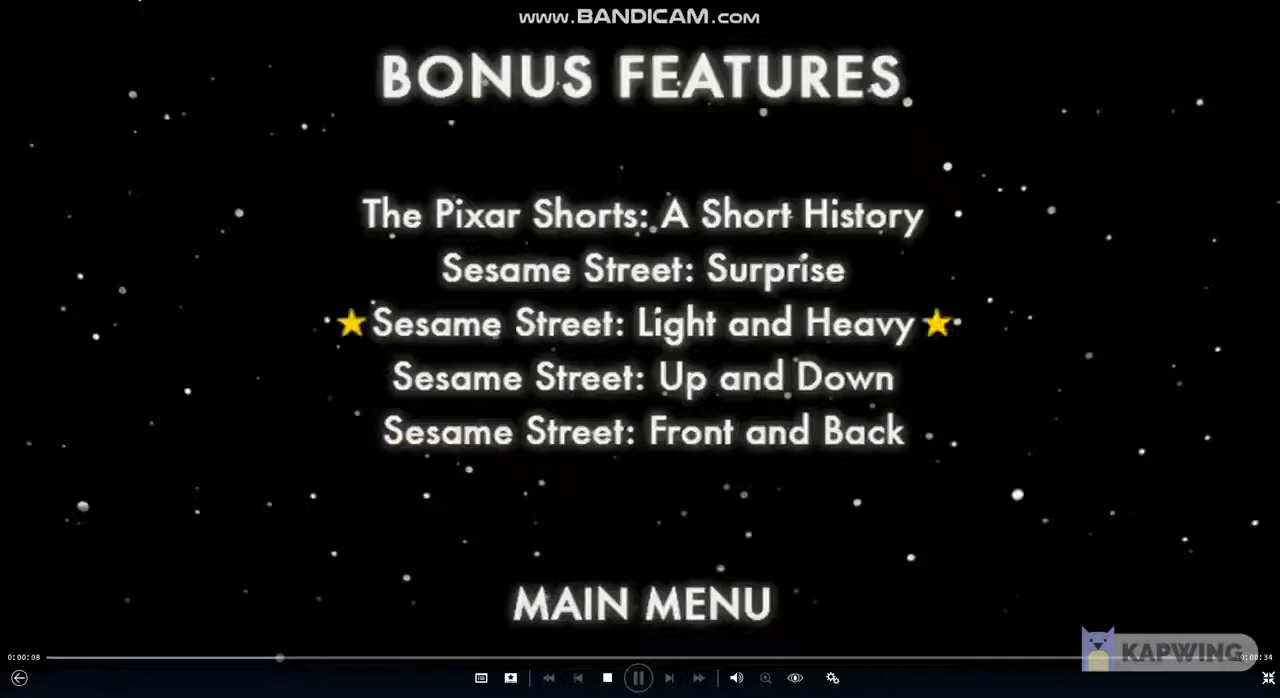 www.BANDICAM.com
BONUS FEATURES
The Pixar Shorts: A Short History
Sesame Street: Surprise
Sesame Street: Light and Heavy
Sesame Street: Up and Down
Sesame Street: Front and Back
MAIN MENU
KAPWING
0:00:08
0:00:34